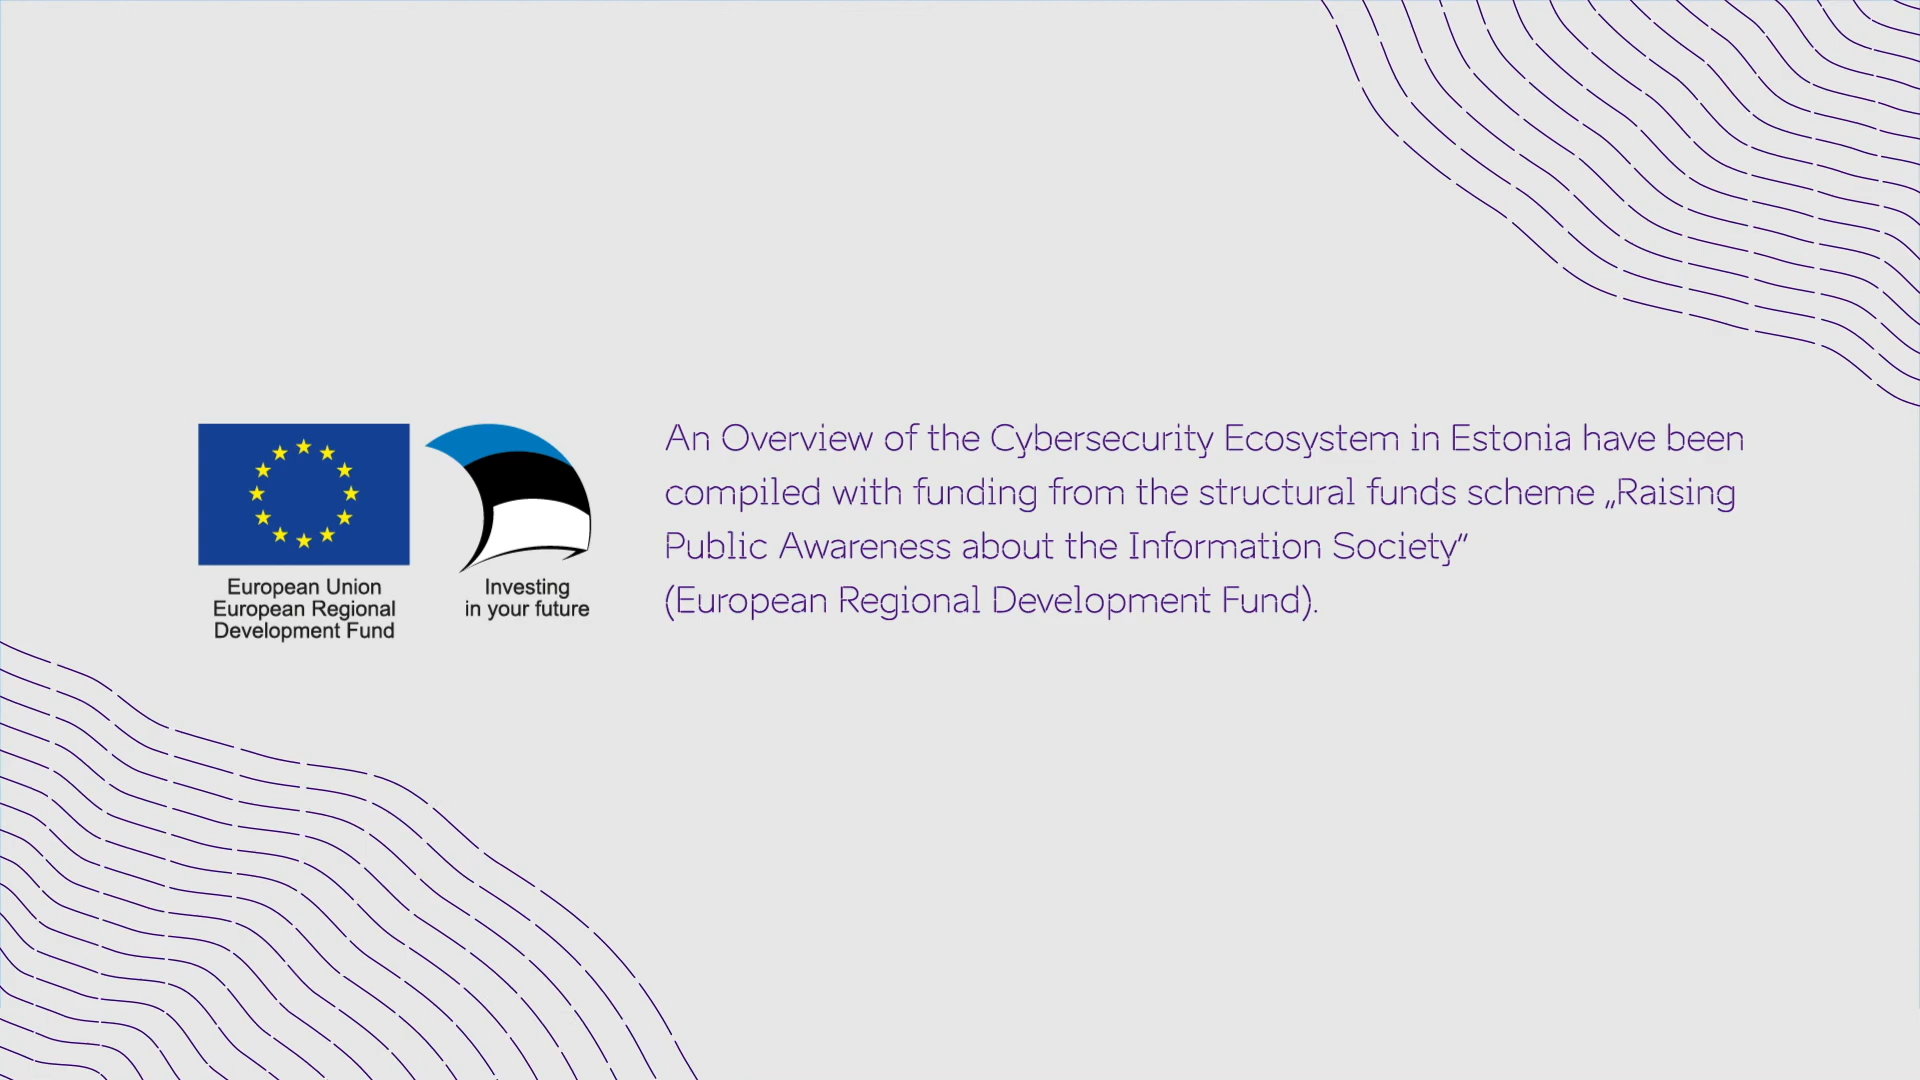 European Union
European Regional
Development Fund
Investing
in your future
An Overview of the Cybersecurity Ecosystem in Estonia have been
compiled with funding from the structural funds scheme „Raising
Public Awareness about the Information Society”
(European Regional Development Fund).